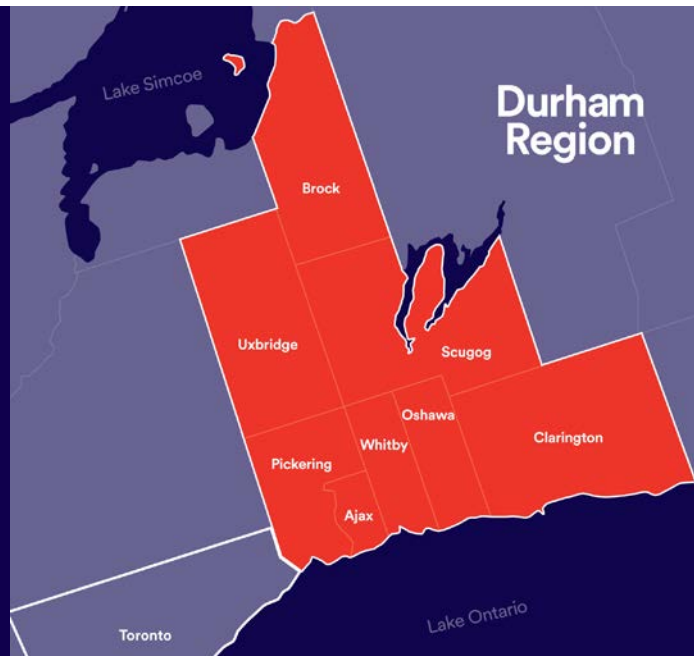 Lake Simcoe
Durham
Region
Brock
Uxbridge
Scugog
Oshawa
Whitby
Clarington
Pickering
Ajax
Lake Ontario
Toronto